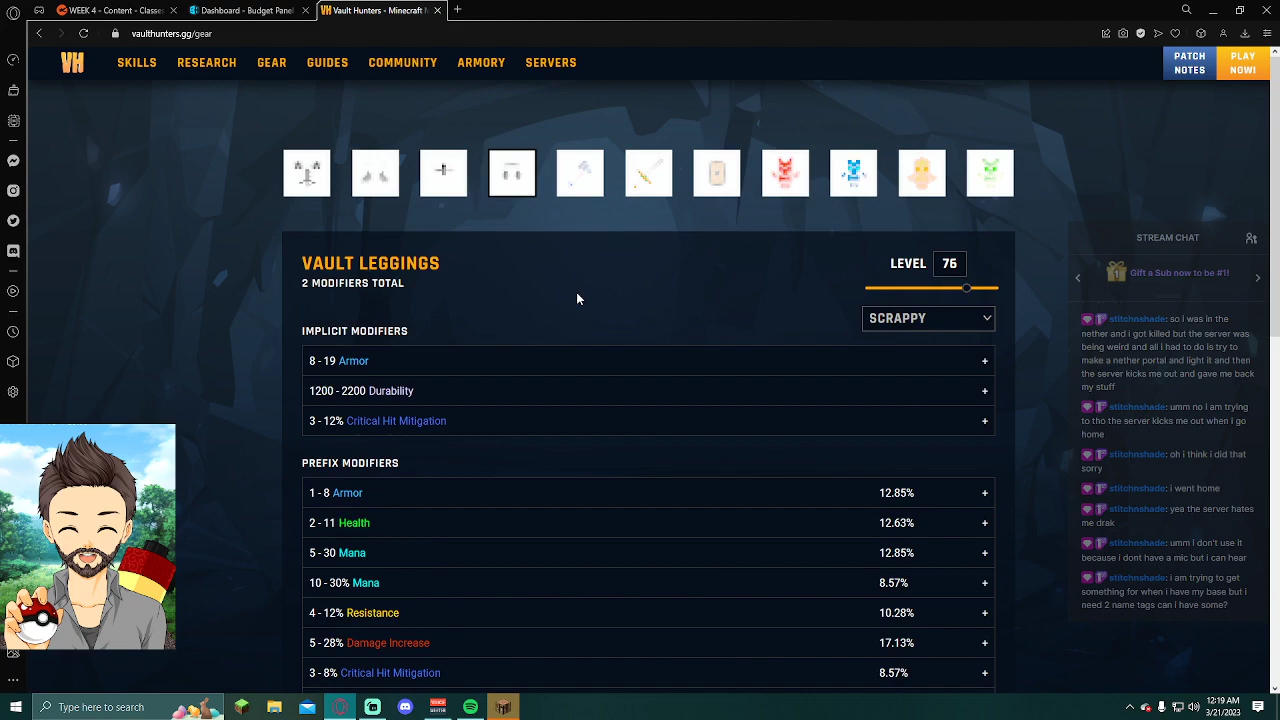 WEEK 4 - Content - Classes
Dashboard - Budget Panel
Vault Hunters - Minecraft M
vaulthunters.gg/gear
VH
SKILLS
RESEARCH
GEAR
GUIDES
COMMUNITY
ARMORY
SERVERS
PATCH
NOTES
PLAY
NOW!
VAULT LEGGINGS
LEVEL 76
2 MODIFIERS TOTAL
SCRAPPY
IMPLICIT MODIFIERS
8 - 19 Armor +
1200 - 2200 Durability +
3 - 12% Critical Hit Mitigation +
PREFIX MODIFIERS
1 - 8 Armor 12.85% +
2 - 11 Health 12.63% +
5 - 30 Mana 12.85% +
10 - 30% Mana 8.57% +
4 - 12% Resistance 10.28% +
5 - 28% Damage Increase 17.13% +
3 - 8% Critical Hit Mitigation 8.57% +
STREAM CHAT
1 Gift a Sub now to be #1!
stitchnshade: so i was in the
nether and i got killed but the server was
being weird and all i had to do is try to
make a nether portal and light it and then
the server kicks me out and gave me back
my stuff
stitchnshade: umm no i am trying
to tho the server kicks me out when i go
home
stitchnshade: oh i think i did that
sorry
stitchnshade: i went home
stitchnshade: yea the server hates
me drak
stitchnshade: umm I don't use it
because i dont have a mic but i can hear
stitchnshade: i am trying to get
something for when i have my base but i
need 2 name tags can i have some?
Type here to search
12:19 AM
3/21/2023